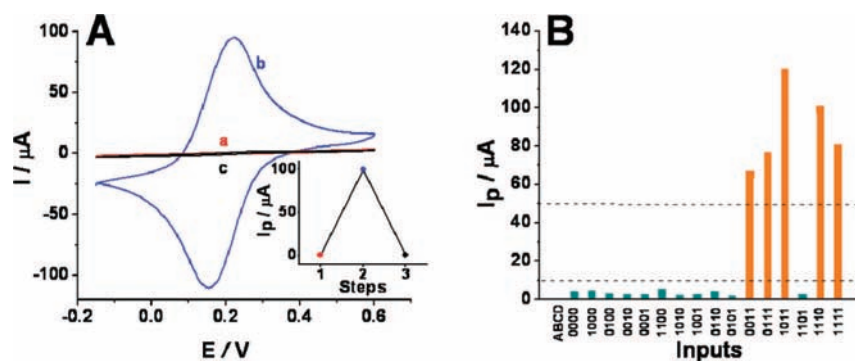 A
I / μA
100
50
0
-50
-100
b
a
c
Ip / μA
100
50
0
1 2 3
Steps
-0.2 0.0 0.2 0.4 0.6
E / V
B
Ip / μA
140
120
100
80
60
40
20
0
ABCD
0000
1000
0100
0010
0001
1100
1010
1001
0110
0101
0011
0111
1011
1101
1110
1111
Inputs